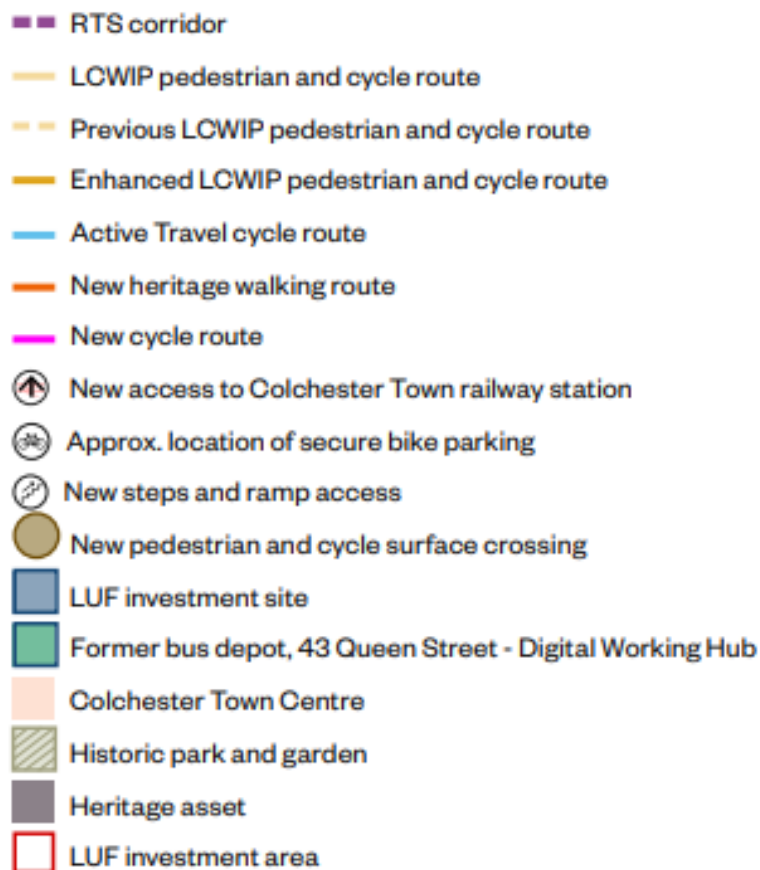 RTS corridor
LCWIP pedestrian and cycle route
Previous LCWIP pedestrian and cycle route
Enhanced LCWIP pedestrian and cycle route
Active Travel cycle route
New heritage walking route
New cycle route
New access to Colchester Town railway station
Approx. location of secure bike parking
New steps and ramp access
New pedestrian and cycle surface crossing
LUF investment site
Former bus depot, 43 Queen Street - Digital Working Hub
Colchester Town Centre
Historic park and garden
Heritage asset
LUF investment area